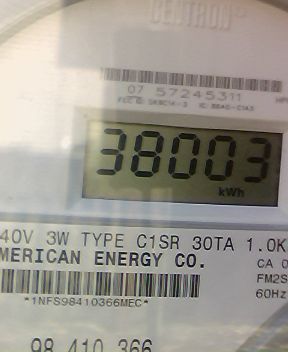 CENTRON
07 57245311
38003
kWh
40V 3W TYPE C1SR 30TA 1.0K
MERICAN ENERGY CO.
CA 0
FM2S
60Hz
*1NFS98410366MEC*
98 410 366